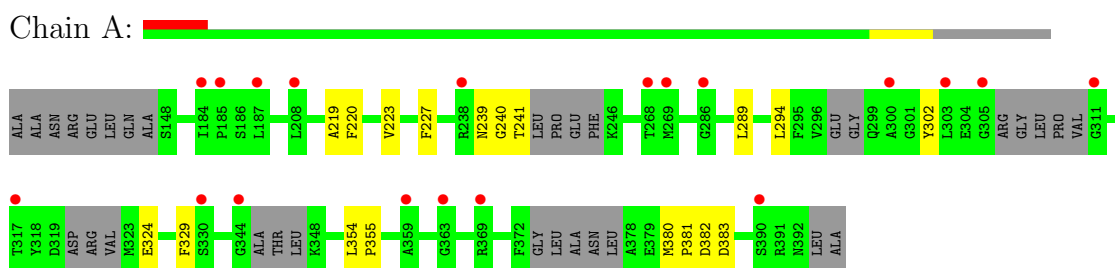 Chain A:
ALA ALA ASN ARG GLU LEU GLN ALA S148 I184 P185 S186 L187 L208 A219 F220 V223 F227 R238 N239 G240 T241 LEU PRO GLU PHE K246 T268 M269 G286 L289 L294 F295 V296 GLU GLY Q299 A300 G301 Y302 L303 E304 G305 ARG GLY LEU PRO VAL G311
T317 Y318 D319 ASP ARG VAL M323 E324 F329 S330 G344 ALA THR LEU K348 L354 P355 A359 G363 R369 F372 GLY LEU ALA ASN LEU A378 E379 M380 P381 D382 D383 S390 R391 N392 LEU ALA